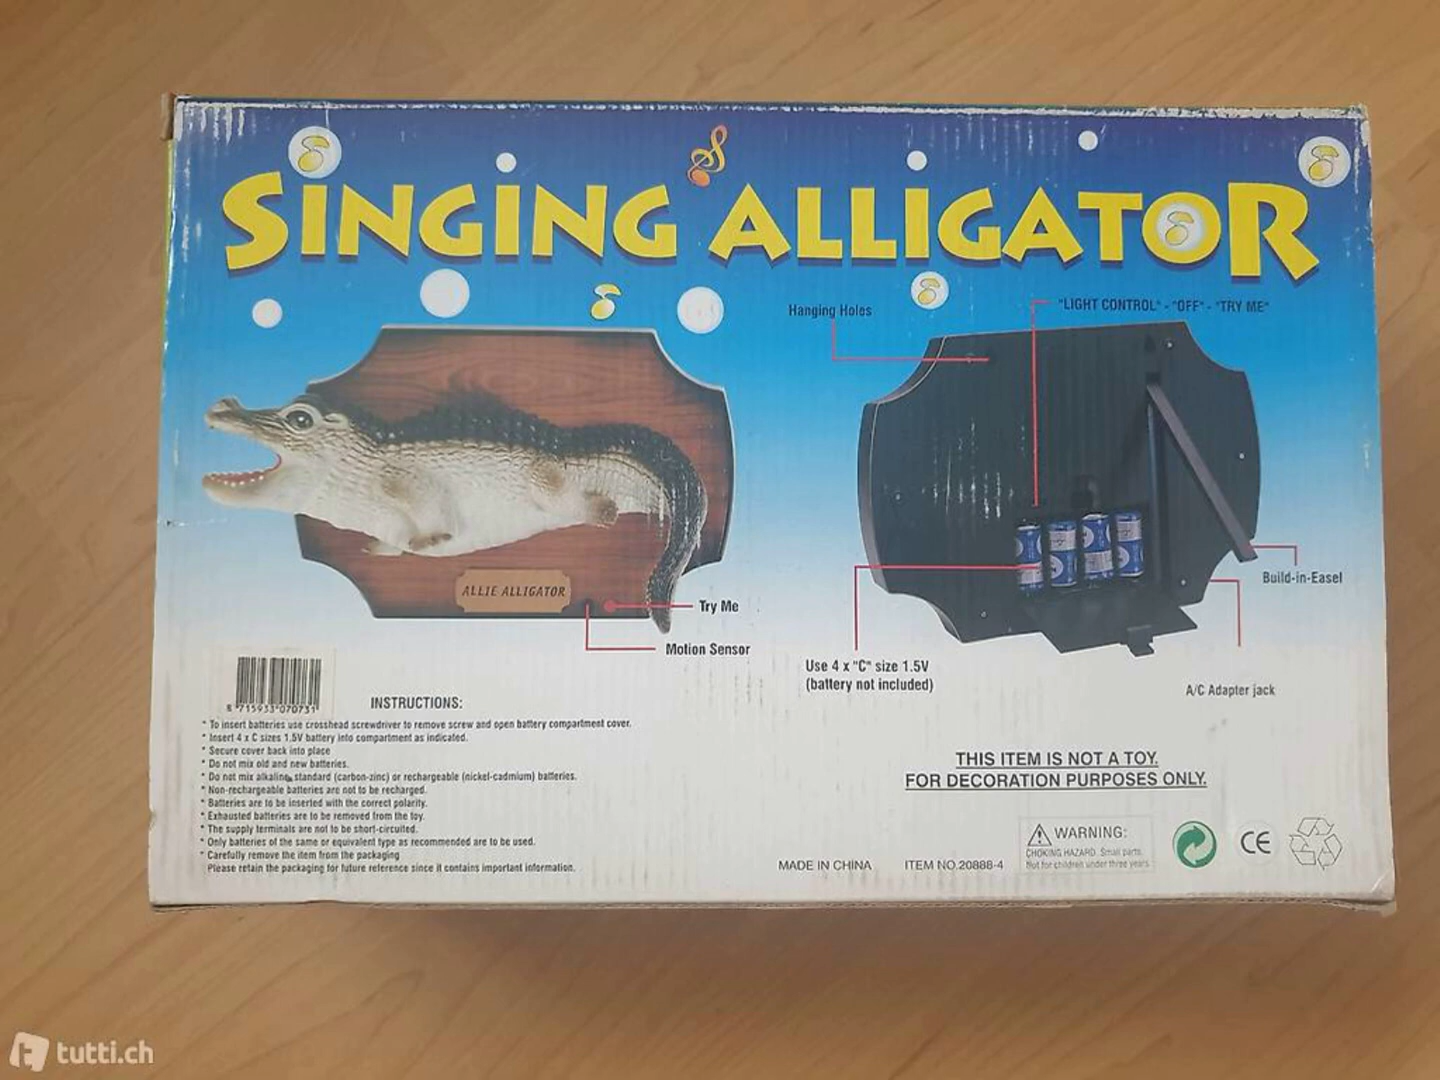 SINGING ALLIGATOR
Hanging Holes
"LIGHT CONTROL" - "OFF" - "TRY ME"
ALLIE ALLIGATOR
Try Me
Motion Sensor
Build-in-Easel
Use 4 x "C" size 1.5V
(battery not included)
A/C Adapter jack
8 715933 070731
INSTRUCTIONS:
* To insert batteries use crosshead screwdriver to remove screw and open battery compartment cover.
* Insert 4 x C sizes 1.5V battery into compartment as indicated.
* Secure cover back into place
* Do not mix old and new batteries.
* Do not mix alkaline, standard (carbon-zinc) or rechargeable (nickel-cadmium) batteries.
* Non-rechargeable batteries are not to be recharged.
* Batteries are to be inserted with the correct polarity.
* Exhausted batteries are to be removed from the toy.
* The supply terminals are not to be short-circuited.
* Only batteries of the same or equivalent type as recommended are to be used.
* Carefully remove the item from the packaging
Please retain the packaging for future reference since it contains important information.
THIS ITEM IS NOT A TOY.
FOR DECORATION PURPOSES ONLY.
WARNING:
CHOKING HAZARD. Small parts.
Not for children under three years.
CE
MADE IN CHINA ITEM NO.20888-4
tutti.ch